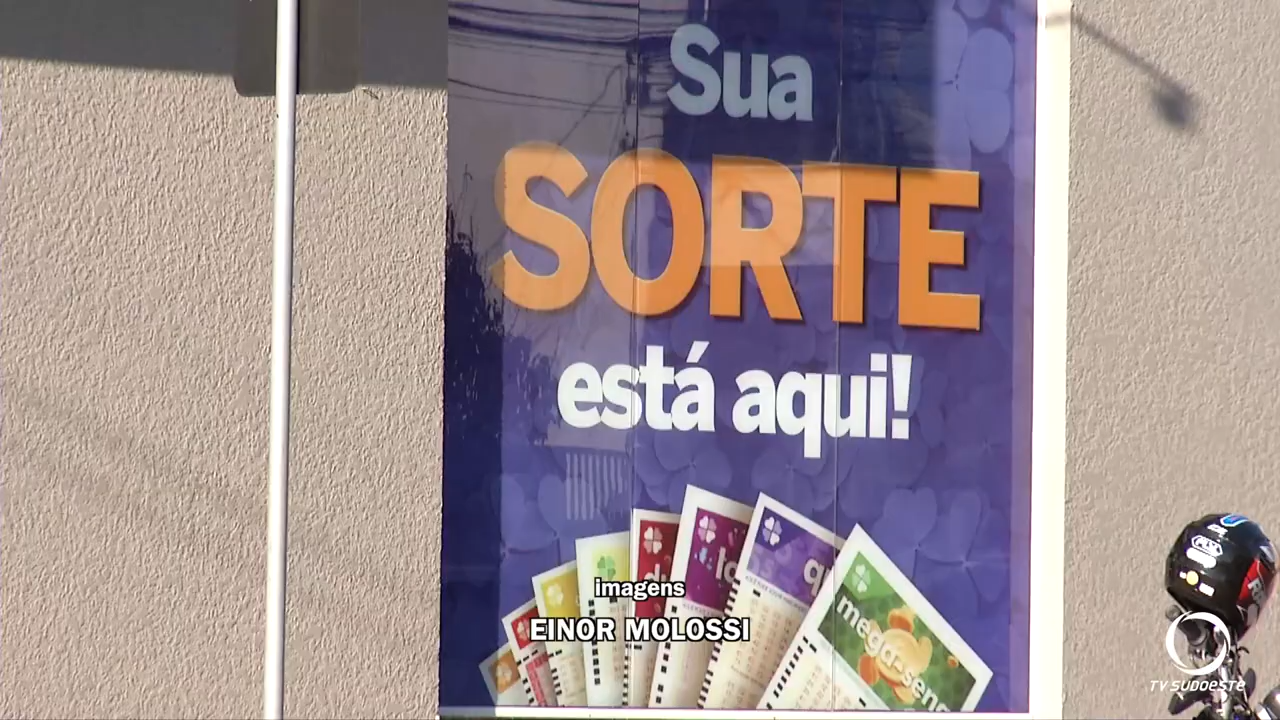 Sua
SORTE
está aqui!
mega-sena
imagens
EINOR MOLOSSI
TV SUDOESTE